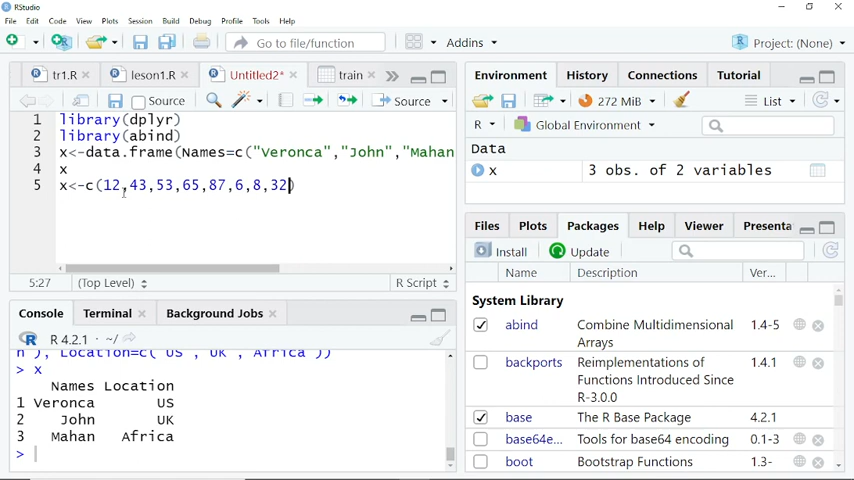 RStudio
File Edit Code View Plots Session Build Debug Profile Tools Help
Go to file/function Addins Project: (None)
tr1.R leson1.R Untitled2* train
Source Source
1 library(dplyr)
2 library(abind)
3 x<-data.frame(Names=c("Veronca","John","Mahan
4 x
5 x<-c(12,43,53,65,87,6,8,32)
5:27 (Top Level) R Script
Console Terminal Background Jobs
R 4.2.1 · ~/
n"), Location=c("US","UK","Africa"))
> x
Names Location
1 Veronca US
2 John UK
3 Mahan Africa
>
Environment History Connections Tutorial
272 MiB List
R Global Environment
Data
x 3 obs. of 2 variables
Files Plots Packages Help Viewer Presenta
Install Update
Name Description Ver...
System Library
abind Combine Multidimensional Arrays 1.4-5
backports Reimplementations of Functions Introduced Since R-3.0.0 1.4.1
base The R Base Package 4.2.1
base64e... Tools for base64 encoding 0.1-3
boot Bootstrap Functions 1.3-